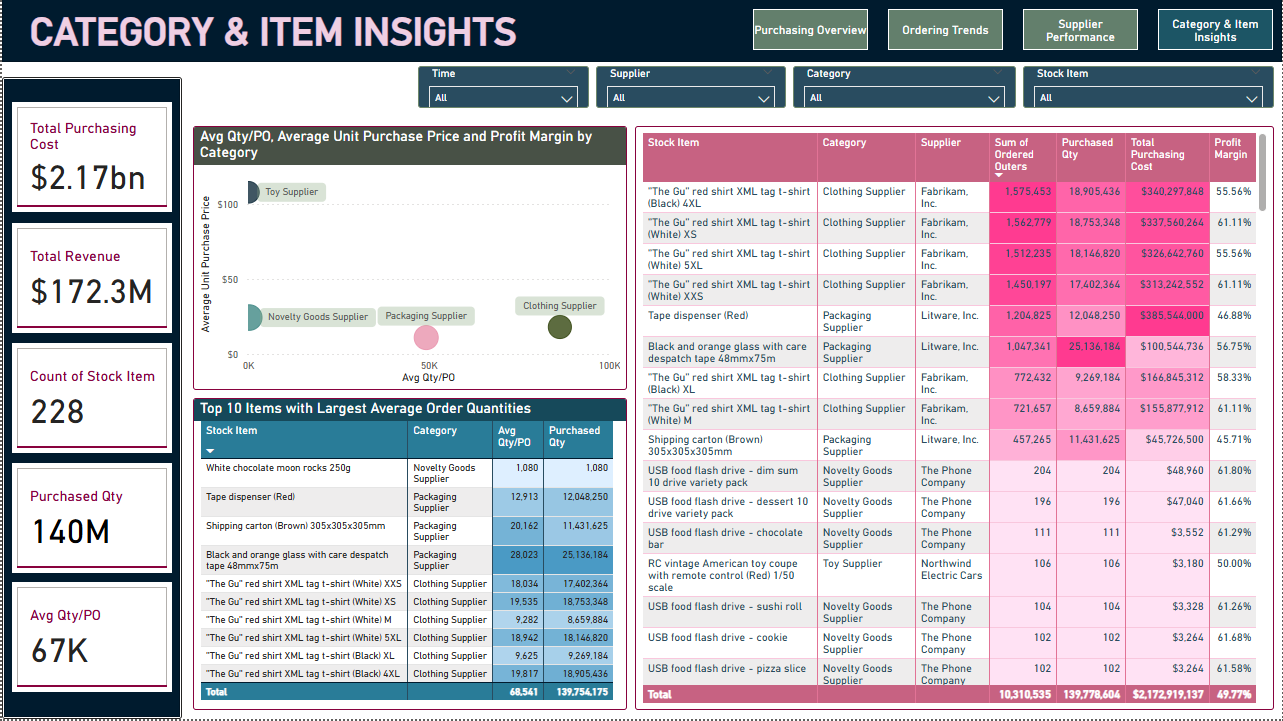 CATEGORY & ITEM INSIGHTS
Purchasing Overview
Ordering Trends
Supplier
Performance
Category & Item
Insights
Time
All
Supplier
All
Category
All
Stock Item
All
Total Purchasing
Cost
$2.17bn
Total Revenue
$172.3M
Count of Stock Item
228
Purchased Qty
140M
Avg Qty/PO
67K
Avg Qty/PO, Average Unit Purchase Price and Profit Margin by
Category
Average Unit Purchase Price
$100
$50
$0
Toy Supplier
Novelty Goods Supplier
Packaging Supplier
Clothing Supplier
0K
50K
100K
Avg Qty/PO
Top 10 Items with Largest Average Order Quantities
Stock Item Category Avg Purchased
Qty/PO Qty
White chocolate moon rocks 250g Novelty Goods 1,080 1,080
Supplier
Tape dispenser (Red) Packaging 12,913 12,048,250
Supplier
Shipping carton (Brown) 305x305x305mm Packaging 20,162 11,431,625
Supplier
Black and orange glass with care despatch Packaging 28,023 25,136,184
tape 48mmx75m Supplier
"The Gu" red shirt XML tag t-shirt (White) XXS Clothing Supplier 18,034 17,402,364
"The Gu" red shirt XML tag t-shirt (White) XS Clothing Supplier 19,535 18,753,348
"The Gu" red shirt XML tag t-shirt (White) M Clothing Supplier 9,282 8,659,884
"The Gu" red shirt XML tag t-shirt (White) 5XL Clothing Supplier 18,942 18,146,820
"The Gu" red shirt XML tag t-shirt (Black) XL Clothing Supplier 9,625 9,269,184
"The Gu" red shirt XML tag t-shirt (Black) 4XL Clothing Supplier 19,817 18,905,436
Total 68,541 139,754,175
Stock Item Category Supplier Sum of Purchased Total Profit
Ordered Qty Purchasing Margin
Outers Cost
"The Gu" red shirt XML tag t-shirt Clothing Supplier Fabrikam, 1,575,453 18,905,436 $340,297,848 55.56%
(Black) 4XL Inc.
"The Gu" red shirt XML tag t-shirt Clothing Supplier Fabrikam, 1,562,779 18,753,348 $337,560,264 61.11%
(White) XS Inc.
"The Gu" red shirt XML tag t-shirt Clothing Supplier Fabrikam, 1,512,235 18,146,820 $326,642,760 55.56%
(White) 5XL Inc.
"The Gu" red shirt XML tag t-shirt Clothing Supplier Fabrikam, 1,450,197 17,402,364 $313,242,552 61.11%
(White) XXS Inc.
Tape dispenser (Red) Packaging Litware, Inc. 1,204,825 12,048,250 $385,544,000 46.88%
Supplier
Black and orange glass with care Packaging Litware, Inc. 1,047,341 25,136,184 $100,544,736 56.75%
despatch tape 48mmx75m Supplier
"The Gu" red shirt XML tag t-shirt Clothing Supplier Fabrikam, 772,432 9,269,184 $166,845,312 58.33%
(Black) XL Inc.
"The Gu" red shirt XML tag t-shirt Clothing Supplier Fabrikam, 721,657 8,659,884 $155,877,912 61.11%
(White) M Inc.
Shipping carton (Brown) Packaging Litware, Inc. 457,265 11,431,625 $45,726,500 45.71%
305x305x305mm Supplier
USB food flash drive - dim sum Novelty Goods The Phone 204 204 $48,960 61.80%
10 drive variety pack Supplier Company
USB food flash drive - dessert 10 Novelty Goods The Phone 196 196 $47,040 61.66%
drive variety pack Supplier Company
USB food flash drive - chocolate Novelty Goods The Phone 111 111 $3,552 61.29%
bar Supplier Company
RC vintage American toy coupe Toy Supplier Northwind 106 106 $3,180 50.00%
with remote control (Red) 1/50 Electric Cars
scale
USB food flash drive - sushi roll Novelty Goods The Phone 104 104 $3,328 61.26%
Supplier Company
USB food flash drive - cookie Novelty Goods The Phone 102 102 $3,264 61.68%
Supplier Company
USB food flash drive - pizza slice Novelty Goods The Phone 102 102 $3,264 61.58%
Supplier Company
Total 10,310,535 139,778,604 $2,172,919,137 49.77%